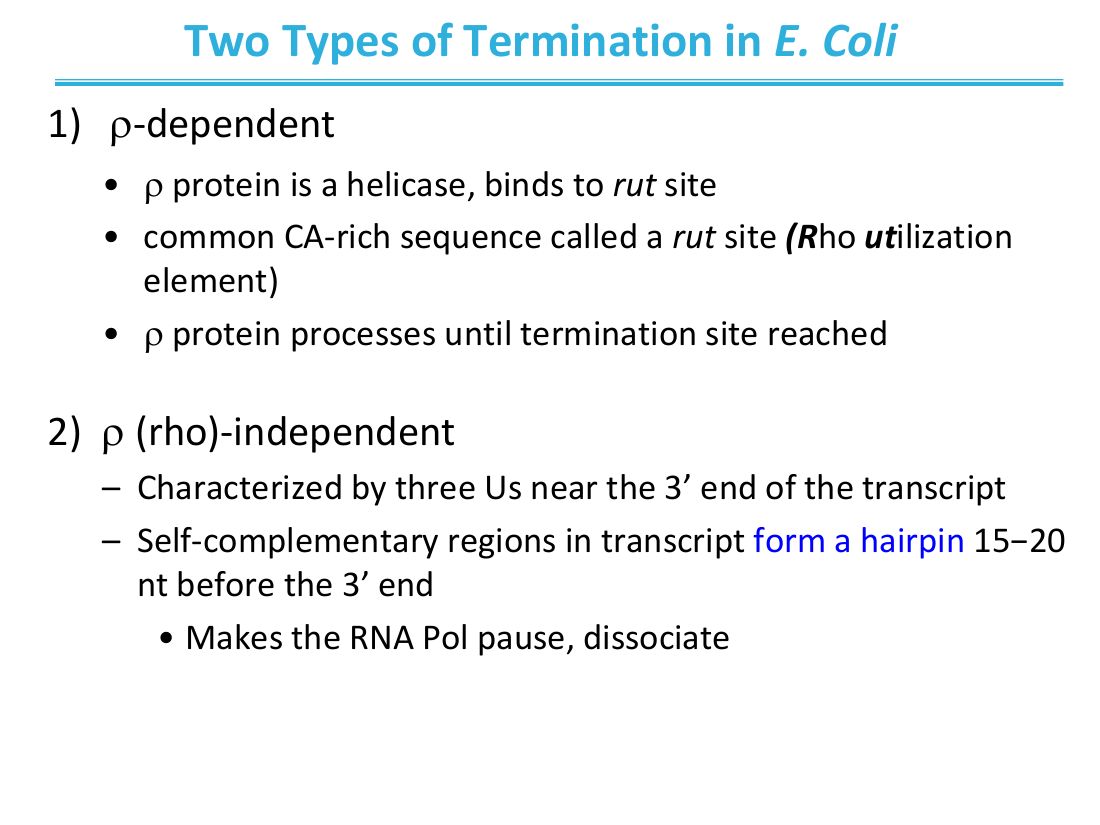 Two Types of Termination in E. Coli
1) ρ-dependent
• ρ protein is a helicase, binds to rut site
• common CA-rich sequence called a rut site (Rho utilization
element)
• ρ protein processes until termination site reached
2) ρ (rho)-independent
– Characterized by three Us near the 3’ end of the transcript
– Self-complementary regions in transcript form a hairpin 15−20
nt before the 3’ end
• Makes the RNA Pol pause, dissociate